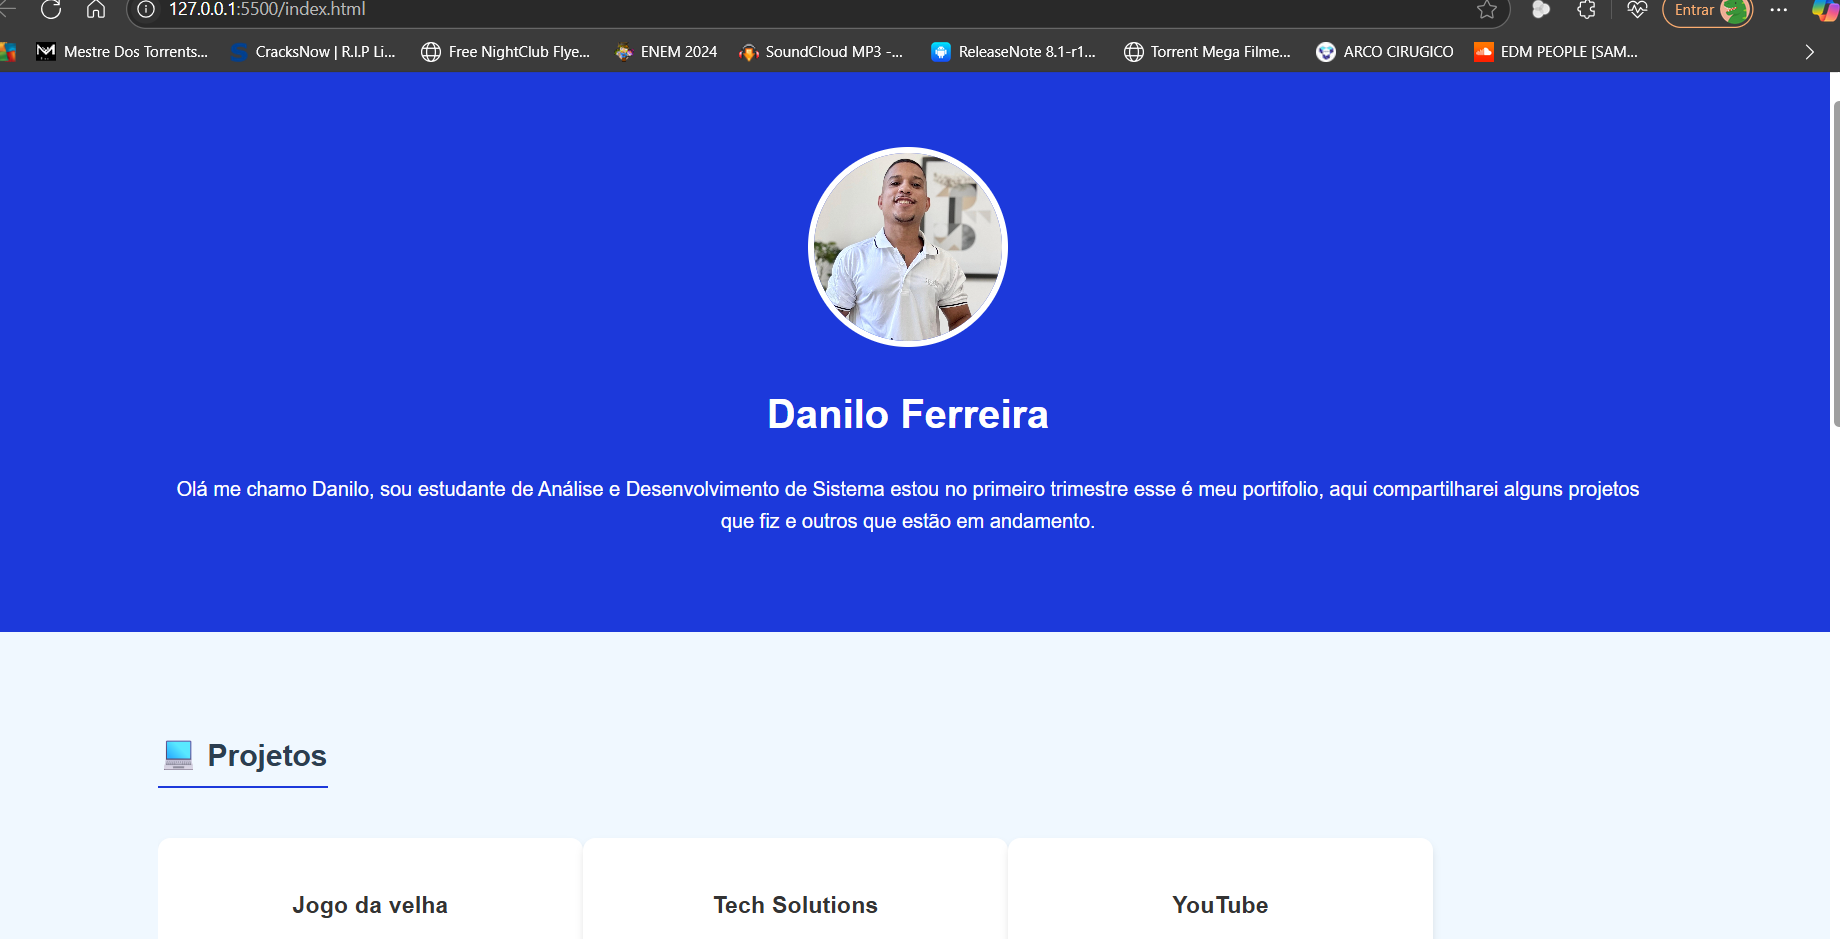 127.0.0.1:5500/index.html
Entrar
Mestre Dos Torrents... CracksNow | R.I.P Li... Free NightClub Flye... ENEM 2024 SoundCloud MP3 -... ReleaseNote 8.1-r1... Torrent Mega Filme... ARCO CIRUGICO EDM PEOPLE [SAM...
Danilo Ferreira
Olá me chamo Danilo, sou estudante de Análise e Desenvolvimento de Sistema estou no primeiro trimestre esse é meu portifolio, aqui compartilharei alguns projetos
que fiz e outros que estão em andamento.
Projetos
Jogo da velha
Tech Solutions
YouTube